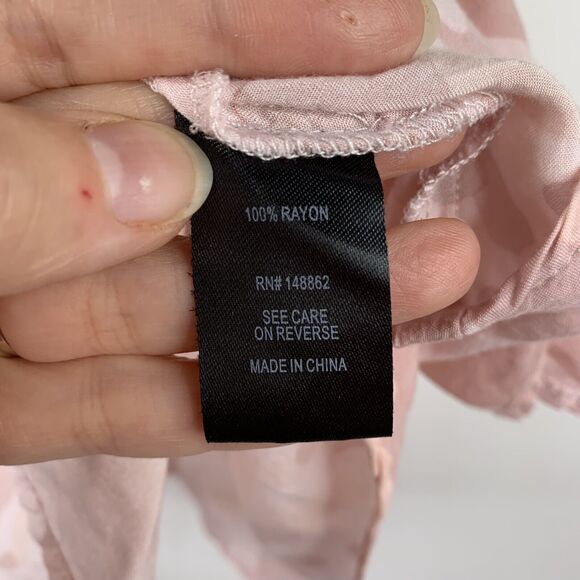 100% RAYON
RN# 148862
SEE CARE
ON REVERSE
MADE IN CHINA